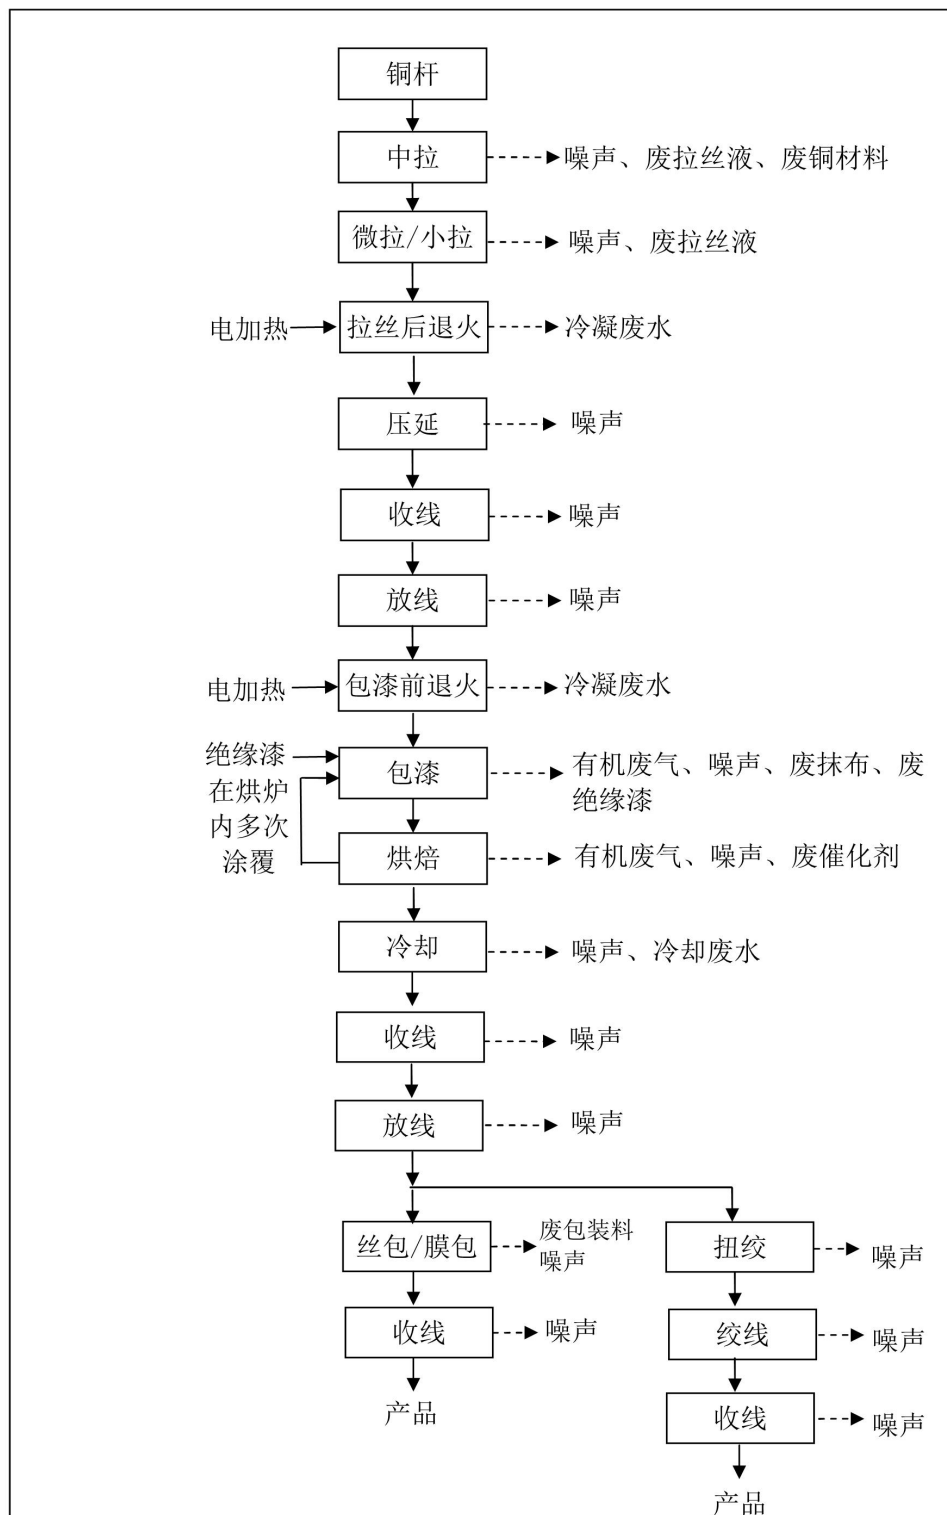 铜杆
中拉
噪声、废拉丝液、废铜材料
微拉/小拉
噪声、废拉丝液
电加热
拉丝后退火
冷凝废水
压延
噪声
收线
噪声
放线
噪声
电加热
包漆前退火
冷凝废水
绝缘漆
在烘炉
内多次
涂覆
包漆
有机废气、噪声、废抹布、废
绝缘漆
烘焙
有机废气、噪声、废催化剂
冷却
噪声、冷却废水
收线
噪声
放线
噪声
丝包/膜包
废包装料
噪声
扭绞
噪声
收线
噪声
绞线
噪声
产品
收线
噪声
产品